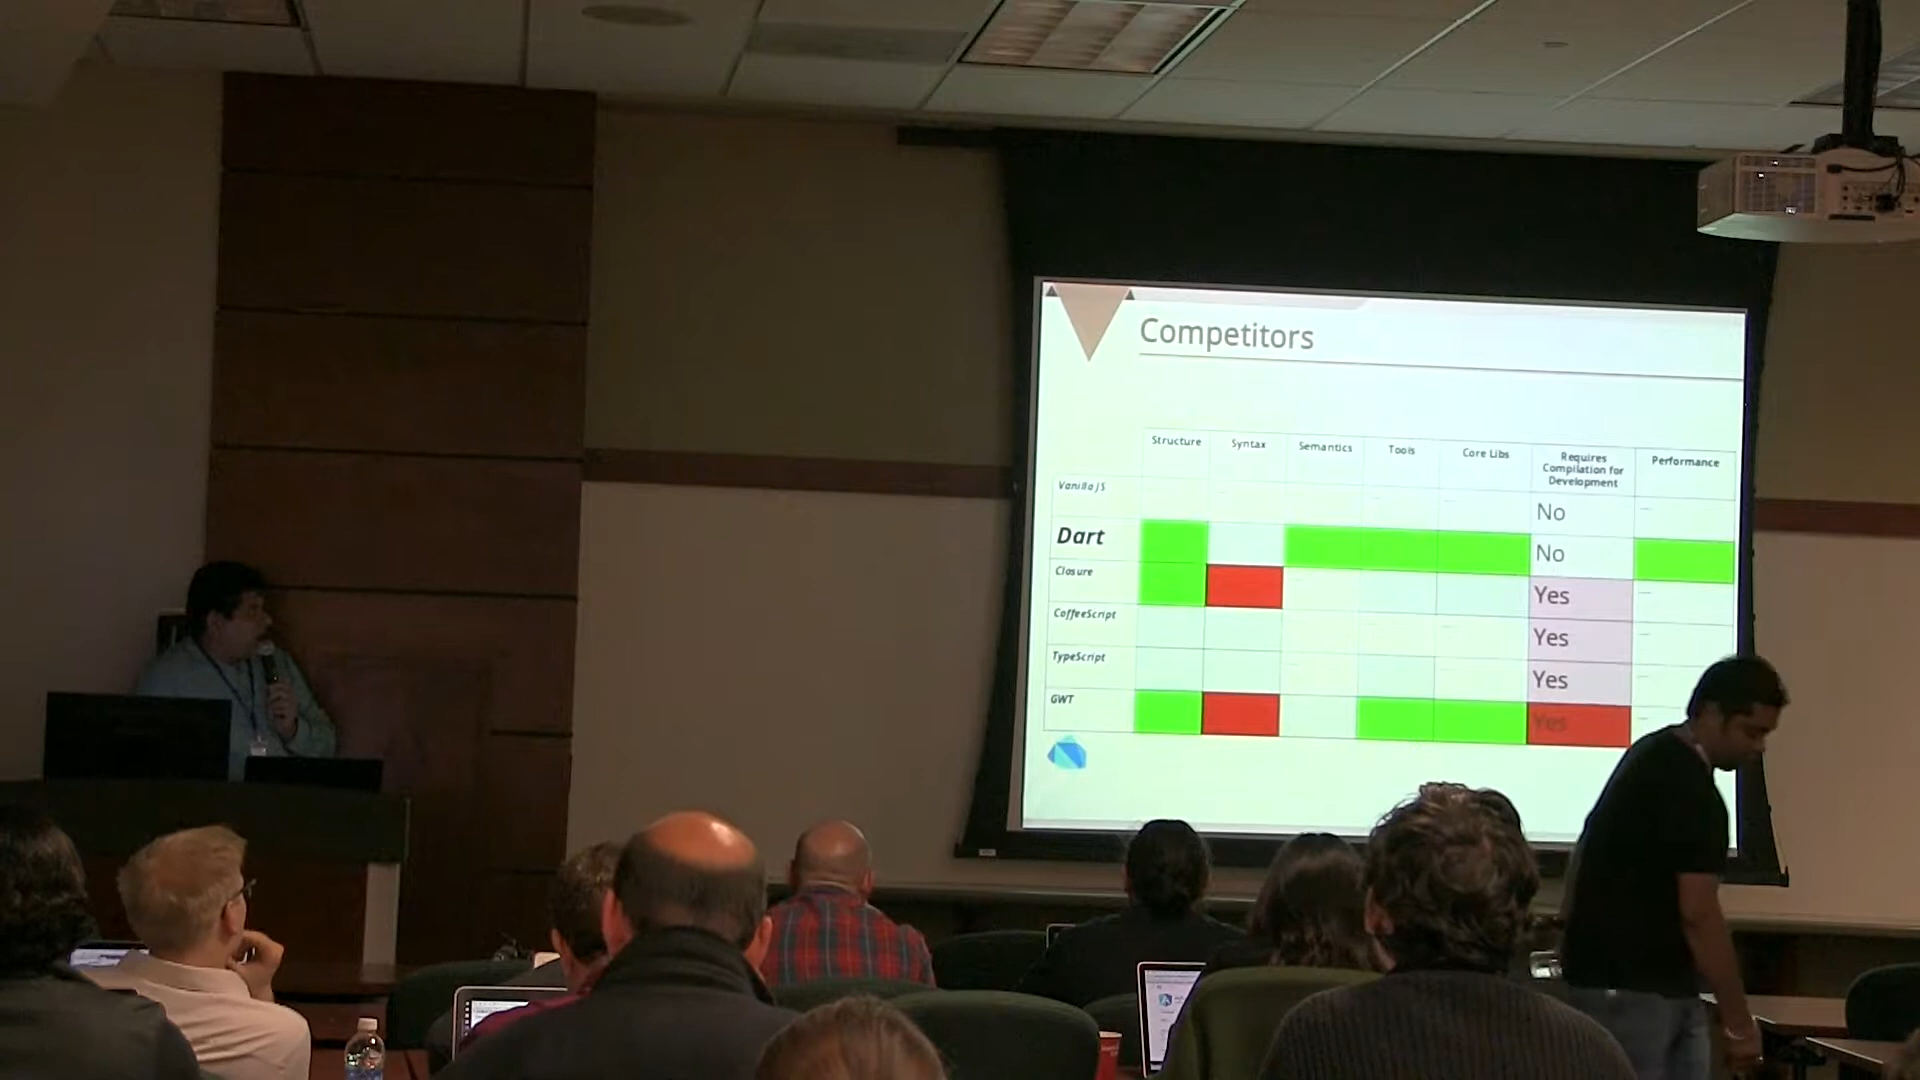 Competitors
Structure
Syntax
Semantics
Tools
Core Libs
Requires
Compilation for
Development
Performance
Vanilla JS
No
Dart
No
Closure
Yes
CoffeeScript
Yes
TypeScript
Yes
GWT
Yes